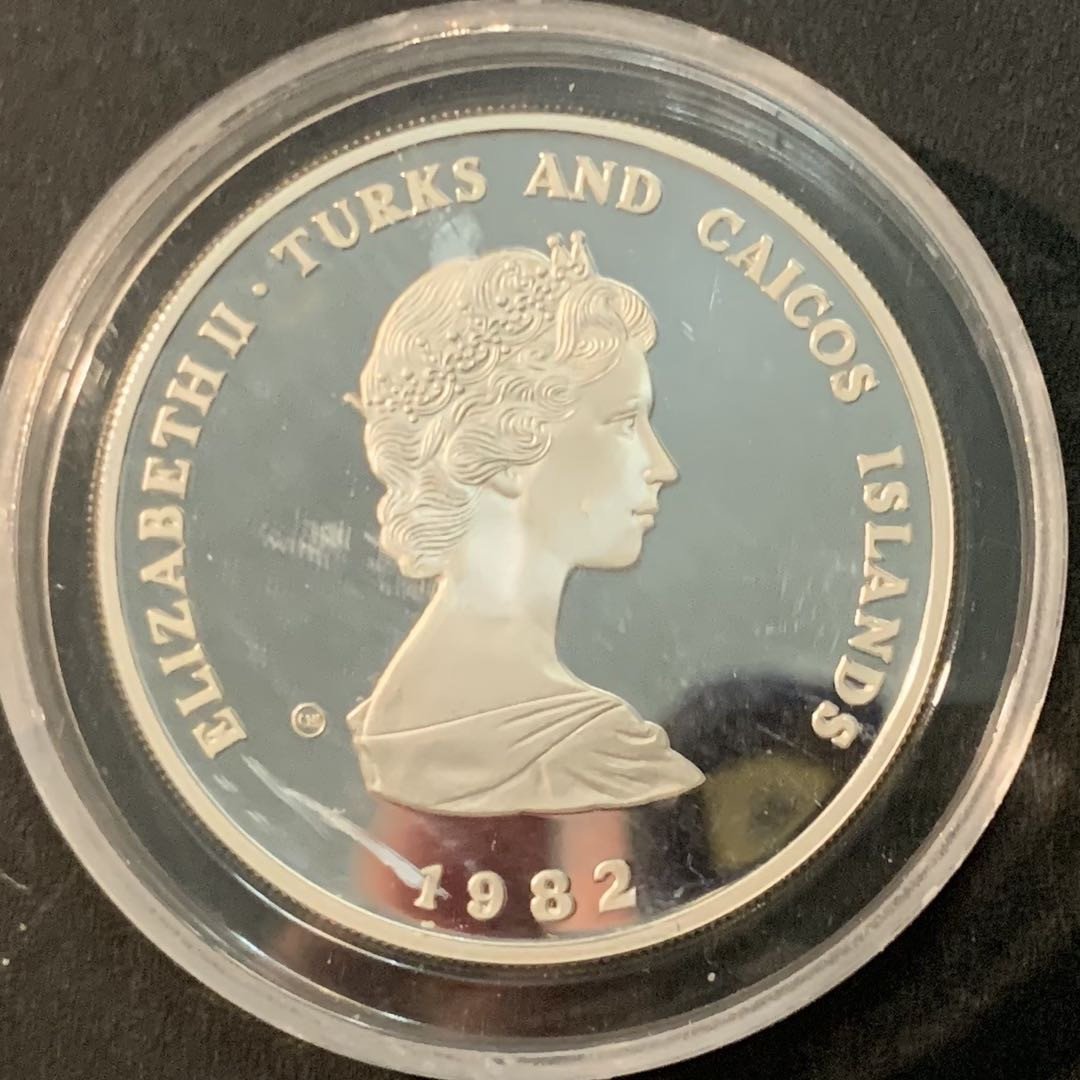 ELIZABETH II · TURKS AND CAICOS ISLANDS
1982